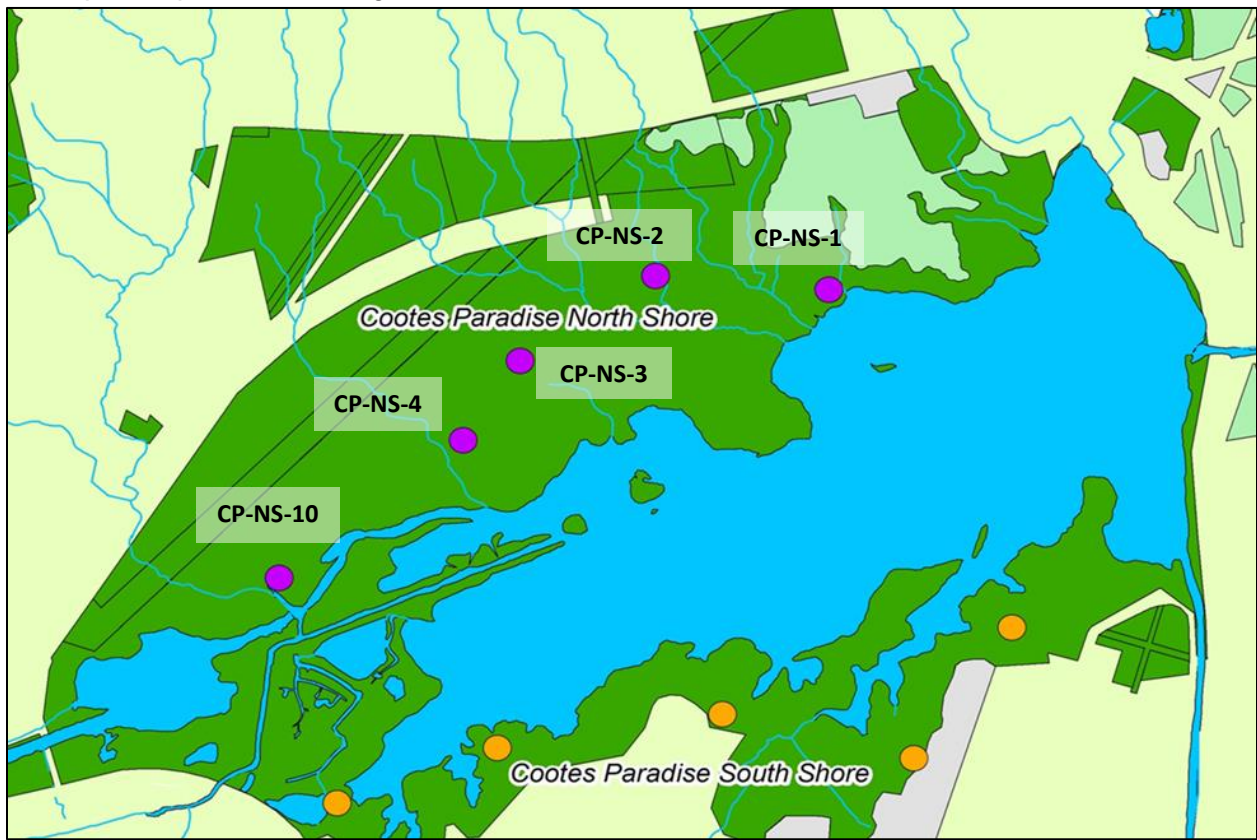 CP-NS-2
CP-NS-1
Cootes Paradise North Shore
CP-NS-3
CP-NS-4
CP-NS-10
Cootes Paradise South Shore